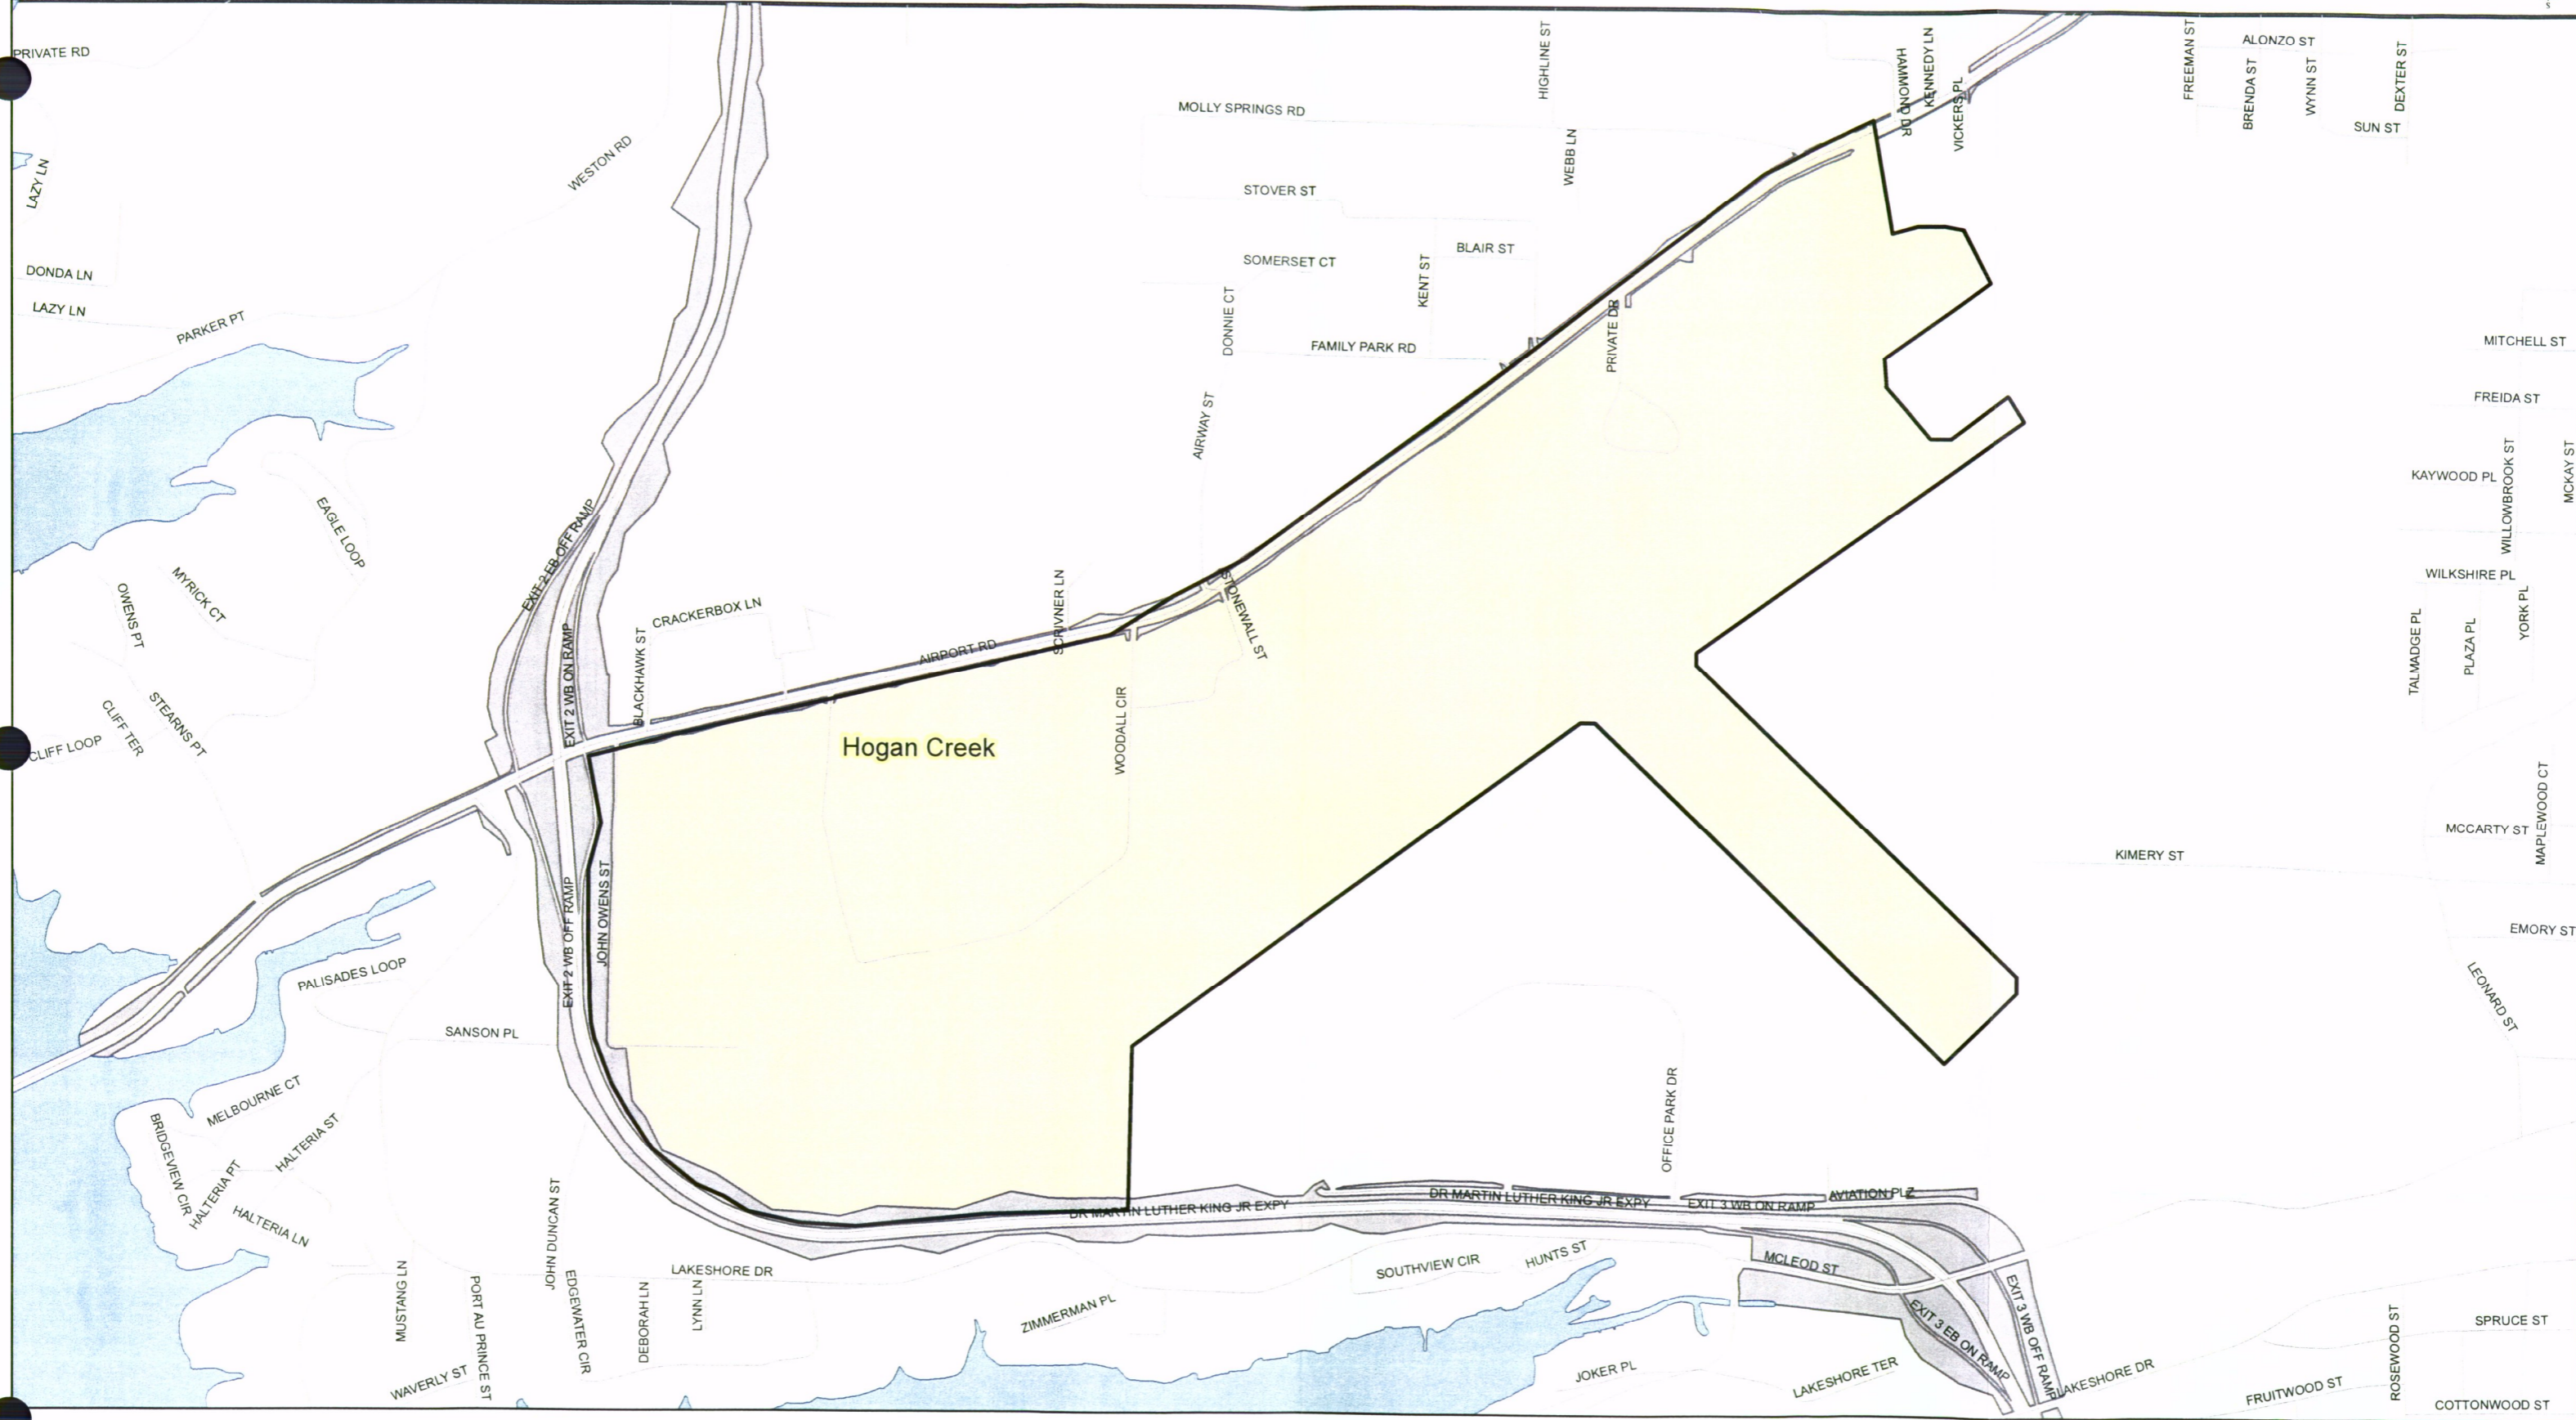 S
PRIVATE RD
LAZY LN
DONDA LN
LAZY LN
PARKER PT
WESTON RD
HIGHLINE ST
MOLLY SPRINGS RD
WEBB LN
STOVER ST
BLAIR ST
SOMERSET CT
KENT ST
DONNIE CT
FAMILY PARK RD
AIRWAY ST
PRIVATE DR
HAMMOND DR
KENNEDY LN
VICKERS PL
FREEMAN ST
ALONZO ST
BRENDA ST
WYNN ST
DEXTER ST
SUN ST
MITCHELL ST
FREIDA ST
KAYWOOD PL
WILLOWBROOK ST
MCKAY ST
WILKSHIRE PL
TALMADGE PL
PLAZA PL
YORK PL
EAGLE LOOP
MYRICK CT
OWENS PT
STEARNS PT
CLIFF TER
CLIFF LOOP
EXIT 2 EB OFF RAMP
EXIT 2 WB ON RAMP
BLACKHAWK ST
CRACKERBOX LN
AIRPORT RD
SCRIVNER LN
STONEWALL ST
WOODALL CIR
Hogan Creek
JOHN OWENS ST
EXIT 2 WB OFF RAMP
MCCARTY ST
MAPLEWOOD CT
KIMERY ST
EMORY ST
LEONARD ST
PALISADES LOOP
SANSON PL
MELBOURNE CT
BRIDGEVIEW CIR
HALTERIA ST
HALTERIA PT
HALTERIA LN
JOHN DUNCAN ST
OFFICE PARK DR
DR MARTIN LUTHER KING JR EXPY
DR MARTIN LUTHER KING JR EXPY
EXIT 3 WB ON RAMP
AVIATION PLZ
MCLEOD ST
SOUTHVIEW CIR
HUNTS ST
LAKESHORE DR
MUSTANG LN
PORT AU PRINCE ST
EDGEWATER CIR
DEBORAH LN
LYNN LN
ZIMMERMAN PL
WAVERLY ST
JOKER PL
LAKESHORE TER
EXIT 3 EB ON RAMP
EXIT 3 WB OFF RAMP
LAKESHORE DR
FRUITWOOD ST
ROSEWOOD ST
SPRUCE ST
COTTONWOOD ST